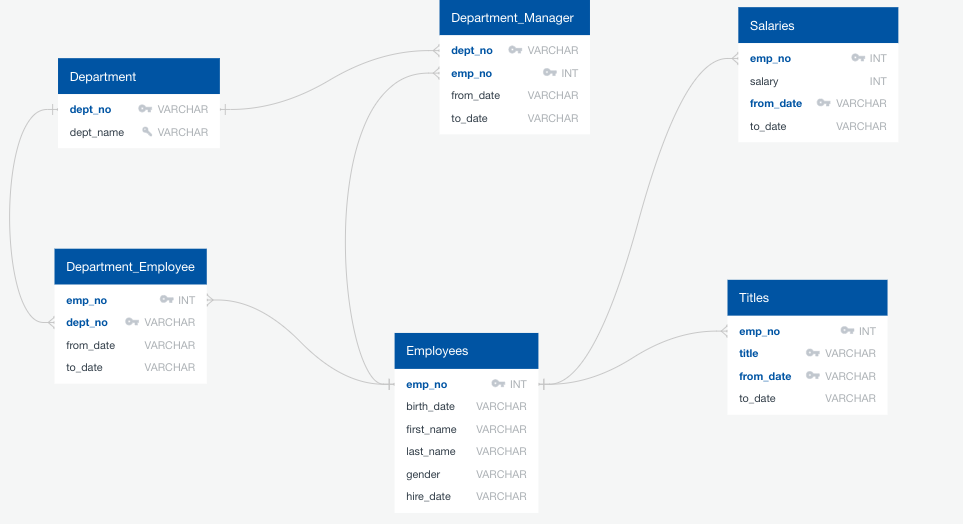 Department
dept_no VARCHAR
dept_name VARCHAR
Department_Manager
dept_no VARCHAR
emp_no INT
from_date VARCHAR
to_date VARCHAR
Salaries
emp_no INT
salary INT
from_date VARCHAR
to_date VARCHAR
Department_Employee
emp_no INT
dept_no VARCHAR
from_date VARCHAR
to_date VARCHAR
Employees
emp_no INT
birth_date VARCHAR
first_name VARCHAR
last_name VARCHAR
gender VARCHAR
hire_date VARCHAR
Titles
emp_no INT
title VARCHAR
from_date VARCHAR
to_date VARCHAR